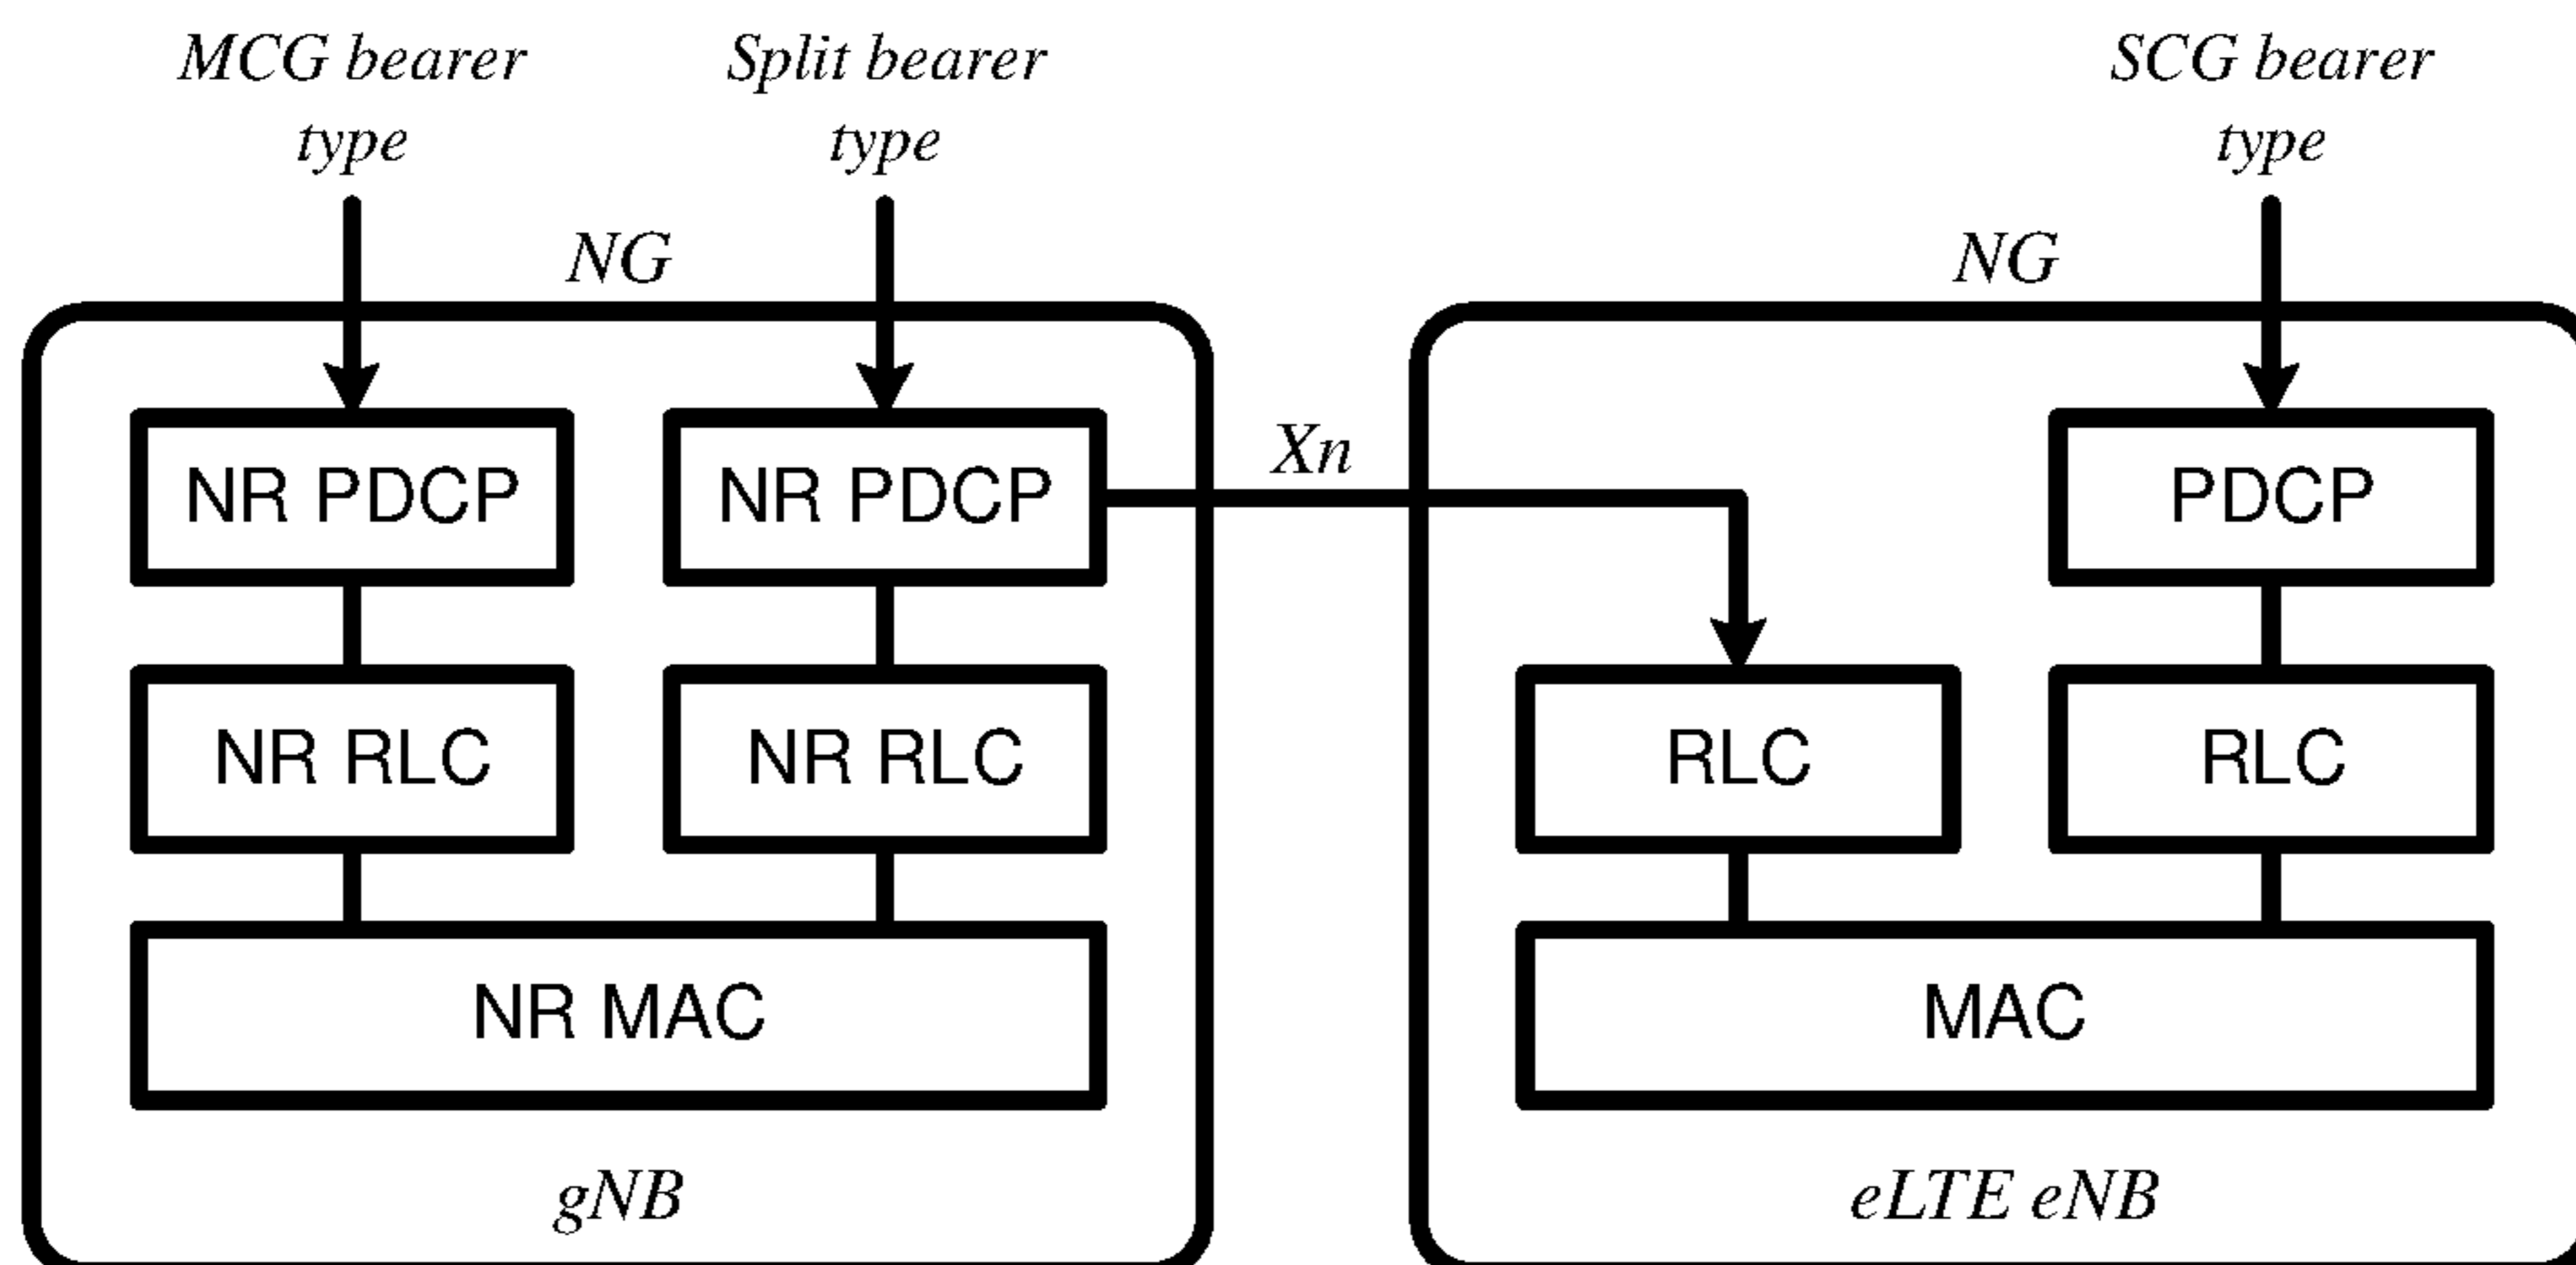 MCG bearer
type
Split bearer
type
SCG bearer
type
NG
NG
Xn
NR PDCP
NR PDCP
PDCP
NR RLC
NR RLC
RLC
RLC
NR MAC
MAC
gNB
eLTE eNB